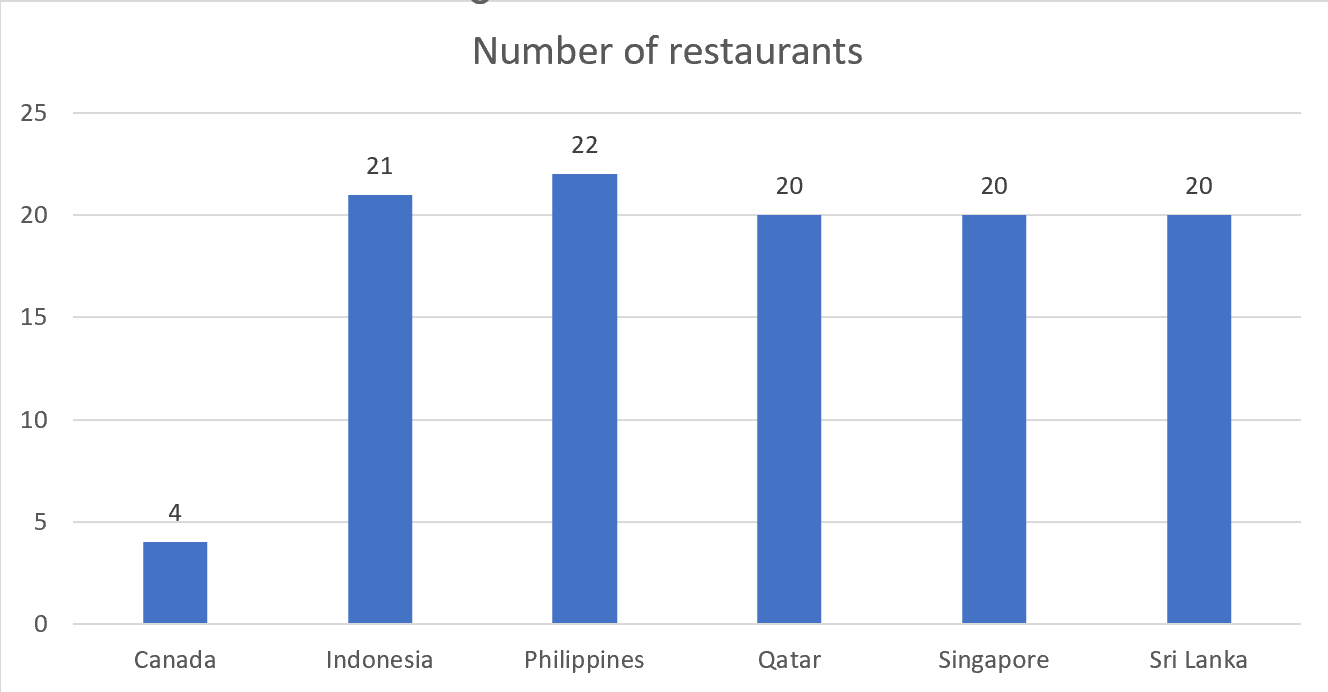 Number of restaurants
25
20
15
10
5
0
4
21
22
20
20
20
Canada
Indonesia
Philippines
Qatar
Singapore
Sri Lanka